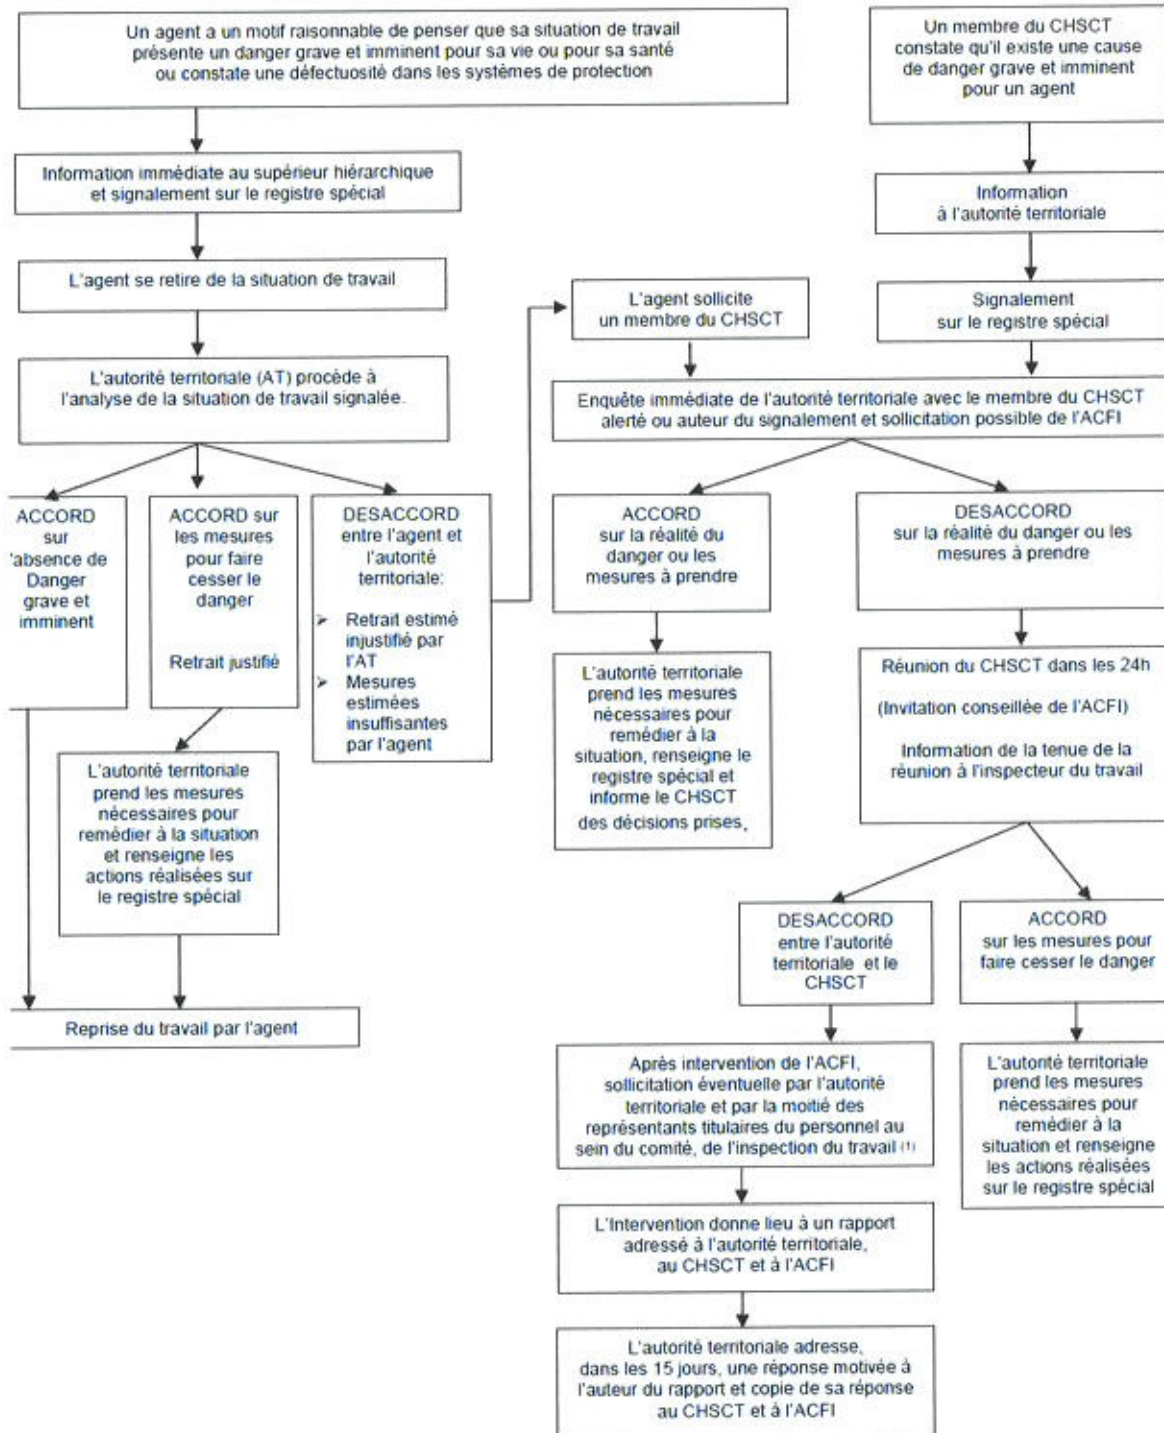 Un agent a un motif raisonnable de penser que sa situation de travail
présente un danger grave et imminent pour sa vie ou pour sa santé
ou constate une défectuosité dans les systèmes de protection
Un membre du CHSCT
constate qu'il existe une cause
de danger grave et imminent
pour un agent
Information immédiate au supérieur hiérarchique
et signalement sur le registre spécial
Information
à l'autorité territoriale
L'agent se retire de la situation de travail
L'agent sollicite
un membre du CHSCT
Signalement
sur le registre spécial
L'autorité territoriale (AT) procède à
l'analyse de la situation de travail signalée.
Enquête immédiate de l'autorité territoriale avec le membre du CHSCT
alerté ou auteur du signalement et sollicitation possible de l'ACFI
ACCORD
sur
'absence de
Danger
grave et
imminent
ACCORD sur
les mesures
pour faire
cesser le
danger
Retrait justifié
DESACCORD
entre l'agent et
l'autorité
territoriale:
➢ Retrait estimé
injustifié par
l'AT
➢ Mesures
estimées
insuffisantes
par l'agent
ACCORD
sur la réalité du
danger ou les
mesures à prendre
DESACCORD
sur la réalité du danger ou les
mesures à prendre
L'autorité territoriale
prend les mesures
nécessaires pour
remédier à la
situation, renseigne le
registre spécial et
informe le CHSCT
des décisions prises,
Réunion du CHSCT dans les 24h
(Invitation conseillée de l'ACFI)
Information de la tenue de la
réunion à l'inspecteur du travail
L'autorité territoriale
prend les mesures
nécessaires pour
remédier à la situation
et renseigne les
actions réalisées sur
le registre spécial
DESACCORD
entre l'autorité
territoriale et le
CHSCT
ACCORD
sur les mesures pour
faire cesser le danger
Reprise du travail par l'agent
Après intervention de l'ACFI,
sollicitation éventuelle par l'autorité
territoriale et par la moitié des
représentants titulaires du personnel au
sein du comité, de l'inspection du travail (1)
L'autorité territoriale
prend les mesures
nécessaires pour
remédier à la
situation et renseigne
les actions réalisées
sur le registre spécial
L'Intervention donne lieu à un rapport
adressé à l'autorité territoriale,
au CHSCT et à l'ACFI
L'autorité territoriale adresse,
dans les 15 jours, une réponse motivée à
l'auteur du rapport et copie de sa réponse
au CHSCT et à l'ACFI